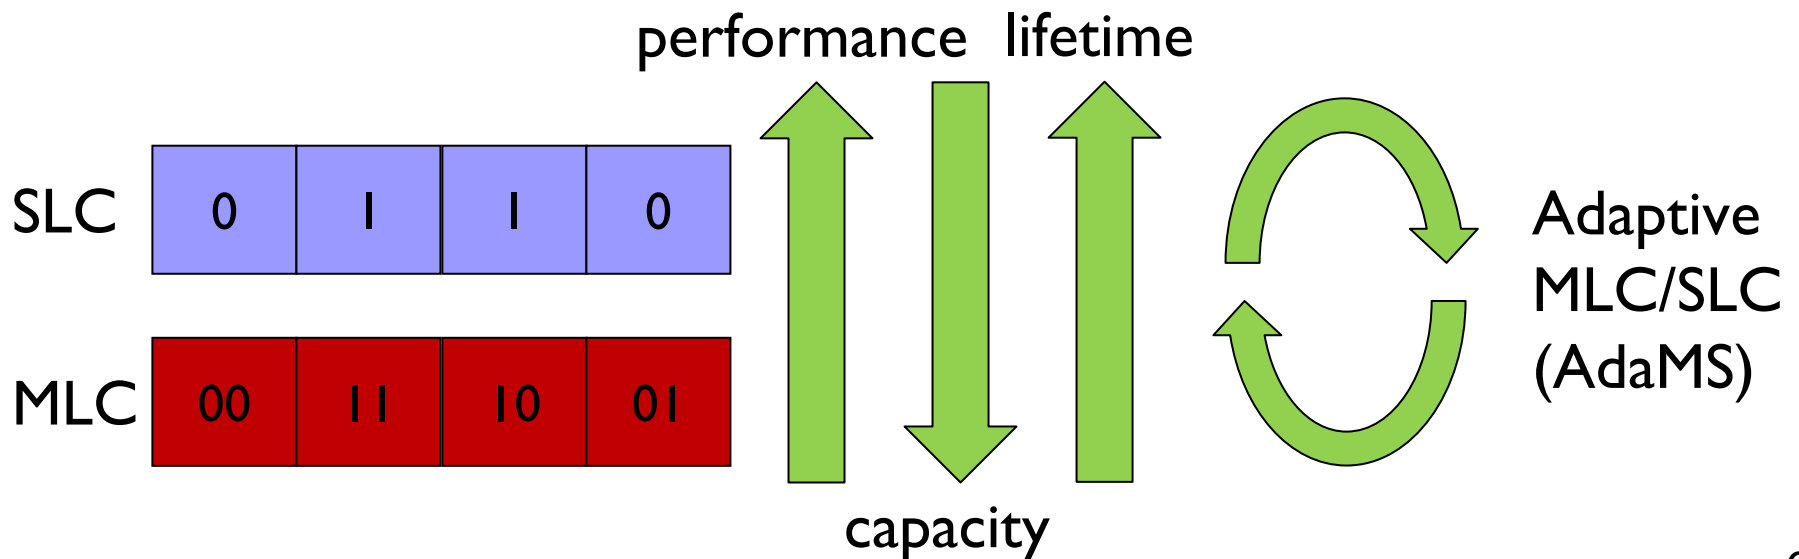 performance lifetime
SLC 0 1 1 0
MLC 00 11 10 01
Adaptive
MLC/SLC
(AdaMS)
capacity